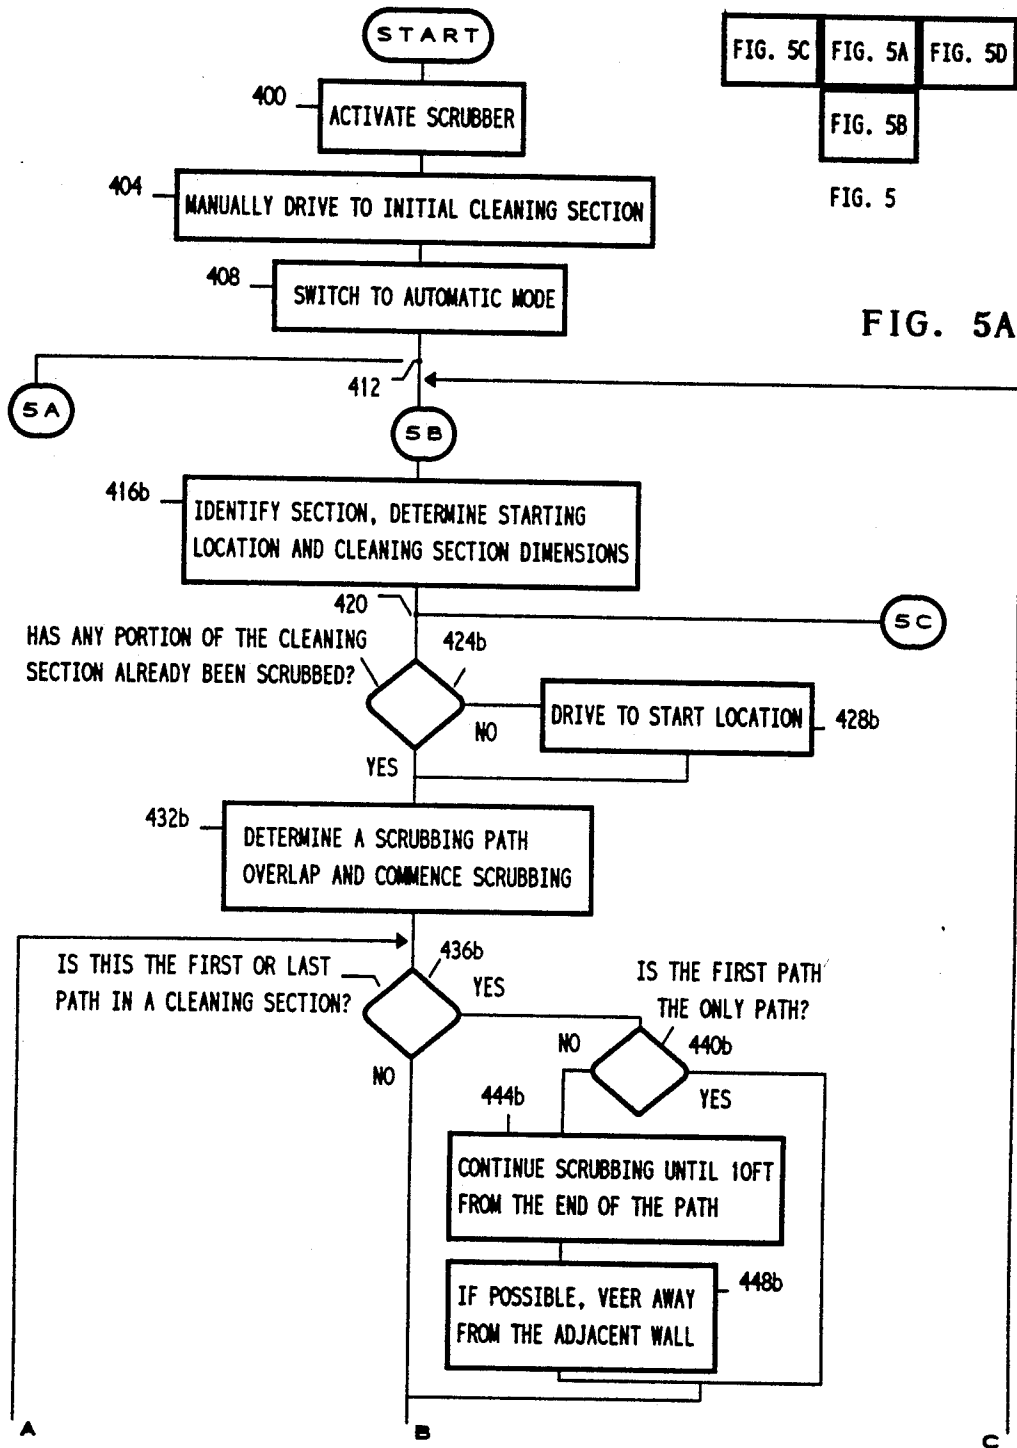 START
400
ACTIVATE SCRUBBER
FIG. 5C
FIG. 5A
FIG. 5D
FIG. 5B
FIG. 5
404
MANUALLY DRIVE TO INITIAL CLEANING SECTION
408
SWITCH TO AUTOMATIC MODE
FIG. 5A
412
5A
5B
416b
IDENTIFY SECTION, DETERMINE STARTING
LOCATION AND CLEANING SECTION DIMENSIONS
420
5C
HAS ANY PORTION OF THE CLEANING
SECTION ALREADY BEEN SCRUBBED?
424b
NO
DRIVE TO START LOCATION
428b
YES
432b
DETERMINE A SCRUBBING PATH
OVERLAP AND COMMENCE SCRUBBING
IS THIS THE FIRST OR LAST
PATH IN A CLEANING SECTION?
436b
YES
NO
IS THE FIRST PATH
THE ONLY PATH?
440b
NO
YES
444b
CONTINUE SCRUBBING UNTIL 10FT
FROM THE END OF THE PATH
IF POSSIBLE, VEER AWAY
FROM THE ADJACENT WALL
448b
A
B
C